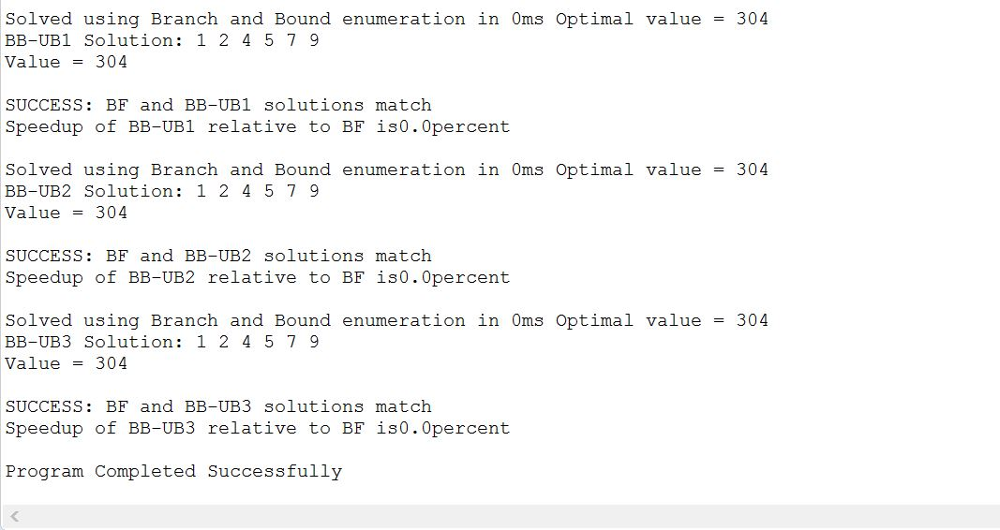 Solved using Branch and Bound enumeration in 0ms Optimal value = 304
BB-UB1 Solution: 1 2 4 5 7 9
Value = 304
SUCCESS: BF and BB-UB1 solutions match
Speedup of BB-UB1 relative to BF is0.0percent
Solved using Branch and Bound enumeration in 0ms Optimal value = 304
BB-UB2 Solution: 1 2 4 5 7 9
Value = 304
SUCCESS: BF and BB-UB2 solutions match
Speedup of BB-UB2 relative to BF is0.0percent
Solved using Branch and Bound enumeration in 0ms Optimal value = 304
BB-UB3 Solution: 1 2 4 5 7 9
Value = 304
SUCCESS: BF and BB-UB3 solutions match
Speedup of BB-UB3 relative to BF is0.0percent
Program Completed Successfully